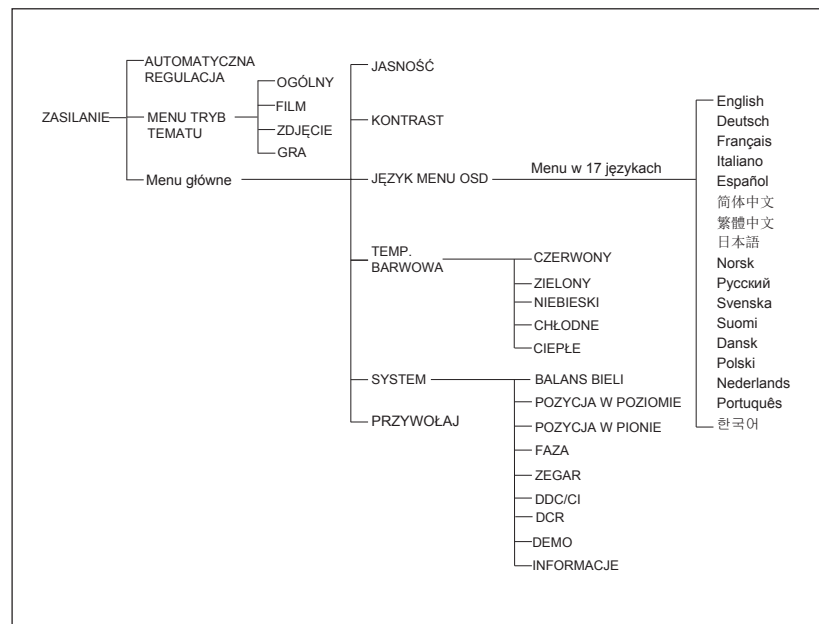 ZASILANIE
AUTOMATYCZNA
REGULACJA
MENU TRYB
TEMATU
OGÓLNY
FILM
ZDJĘCIE
GRA
Menu główne
JASNOŚĆ
KONTRAST
JĘZYK MENU OSD
Menu w 17 językach
English
Deutsch
Français
Italiano
Español
简体中文
繁體中文
日本語
Norsk
Русский
Svenska
Suomi
Dansk
Polski
Nederlands
Portuquês
한국어
TEMP.
BARWOWA
CZERWONY
ZIELONY
NIEBIESKI
CHŁODNE
CIEPŁE
SYSTEM
BALANS BIELI
POZYCJA W POZIOMIE
POZYCJA W PIONIE
FAZA
ZEGAR
DDC/CI
DCR
DEMO
INFORMACJE
PRZYWOŁAJ